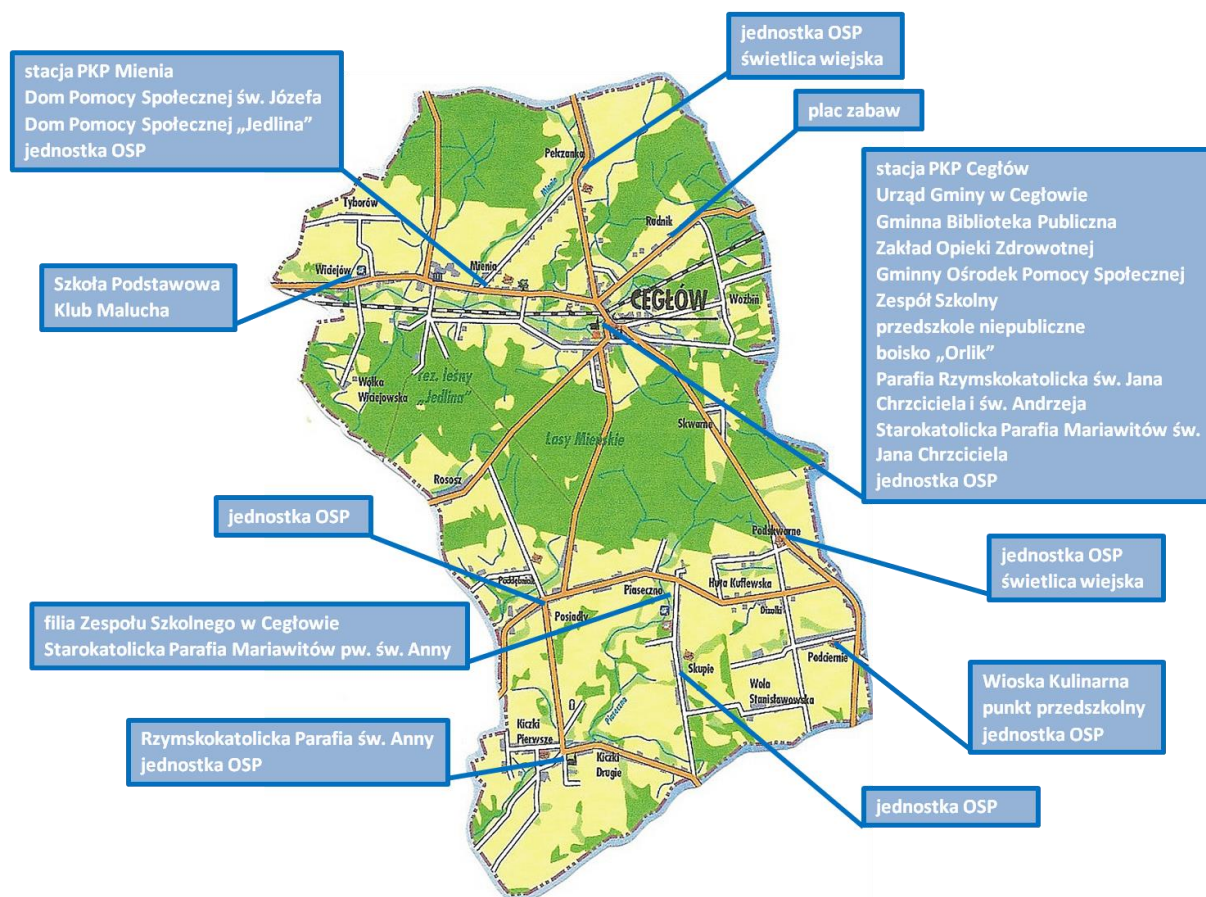 jednostka OSP
świetlica wiejska
stacja PKP Mienia
Dom Pomocy Społecznej św. Józefa
Dom Pomocy Społecznej „Jedlina”
jednostka OSP
plac zabaw
stacja PKP Cegłów
Urząd Gminy w Cegłowie
Gminna Biblioteka Publiczna
Zakład Opieki Zdrowotnej
Gminny Ośrodek Pomocy Społecznej
Zespół Szkolny
przedszkole niepubliczne
boisko „Orlik”
Parafia Rzymskokatolicka św. Jana
Chrzciciela i św. Andrzeja
Starokatolicka Parafia Mariawitów św.
Jana Chrzciciela
jednostka OSP
Szkoła Podstawowa
Klub Malucha
Pełczanka
Mienia
Tyborów
Rudnik
Wiciejów
Mienia
CEGŁÓW
Woźbin
Wólka
Wiciejowska
rez. leśny
„Jedlina”
Skwarne
Lasy Mieńskie
Rososz
jednostka OSP
Podskwarne
jednostka OSP
świetlica wiejska
Huta Kuflewska
Piaseczno
Posiadły
filia Zespołu Szkolnego w Cegłowie
Starokatolicka Parafia Mariawitów pw. św. Anny
Skupie
Podciernie
Wola
Stanisławowska
Wioska Kulinarna
punkt przedszkolny
jednostka OSP
Piaseczna
Kiczki
Pierwsze
Kiczki
Drugie
Rzymskokatolicka Parafia św. Anny
jednostka OSP
jednostka OSP